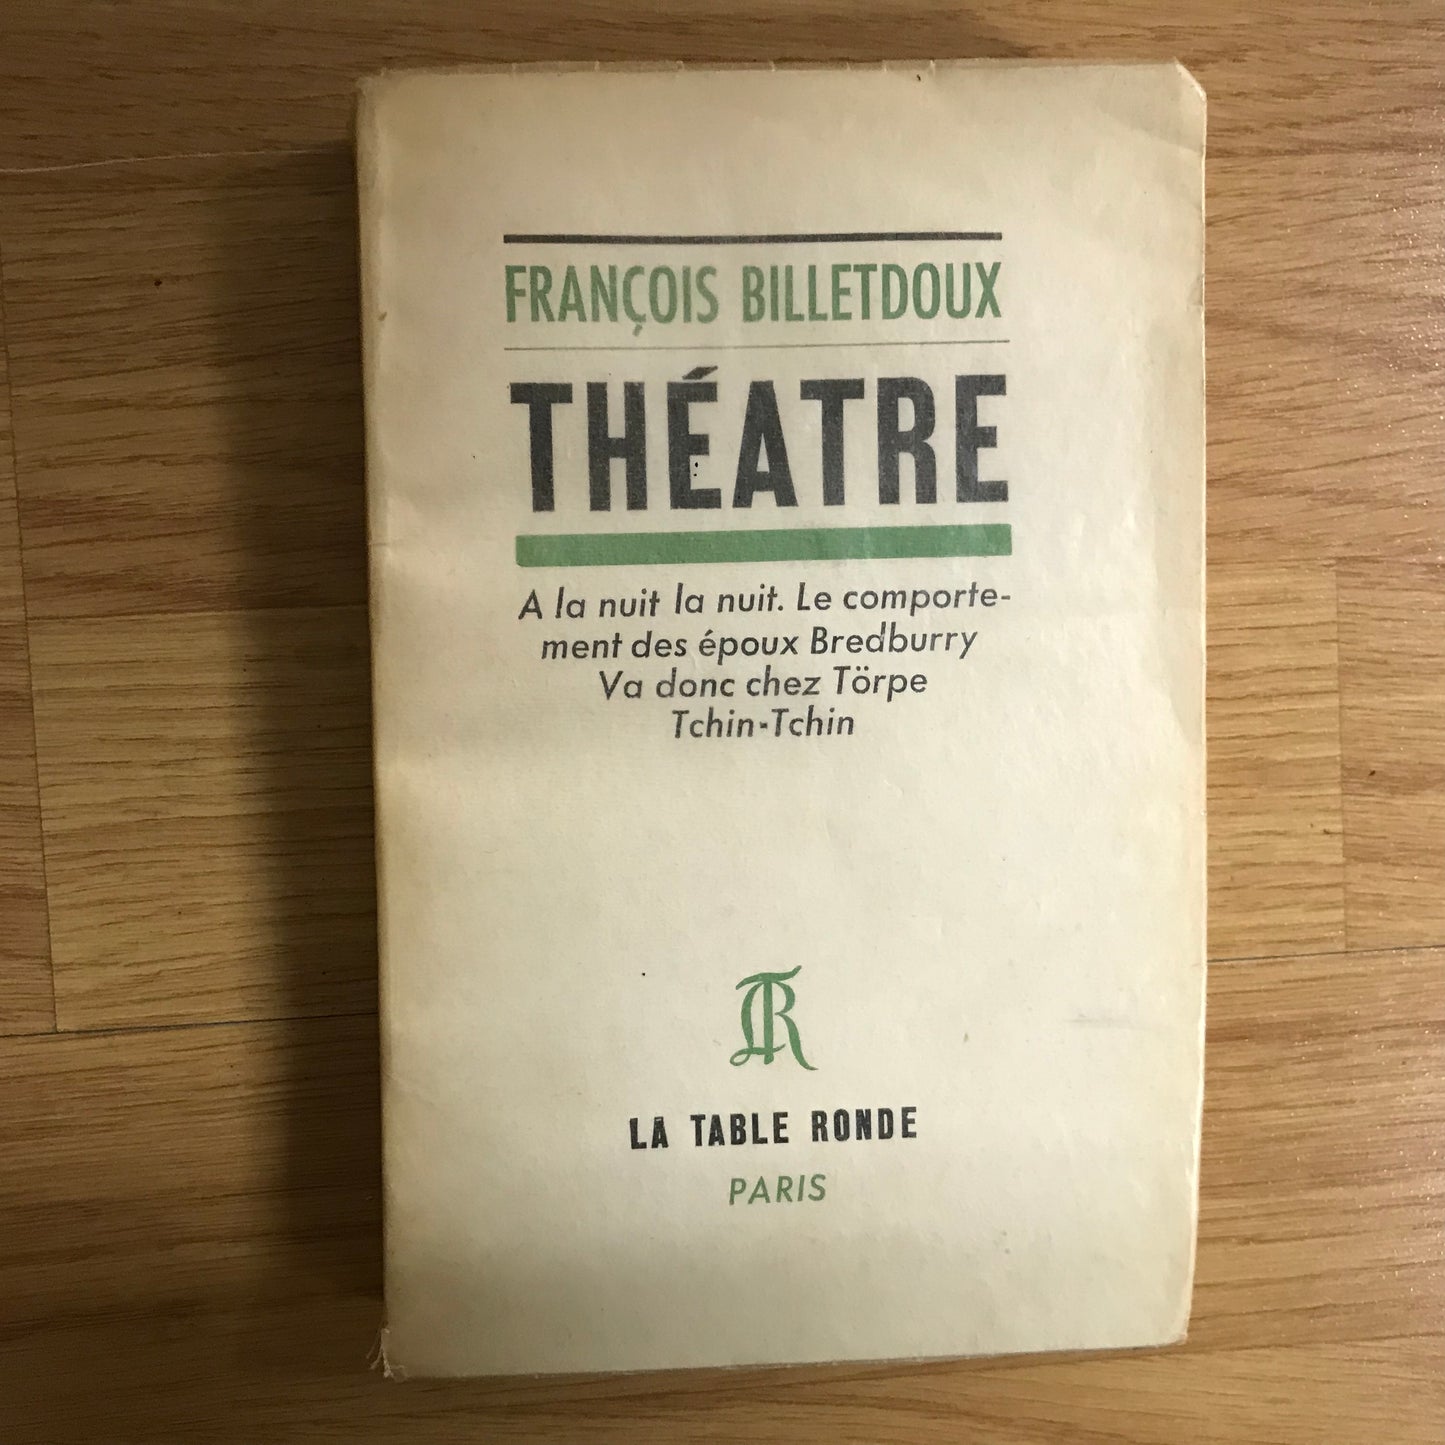 FRANÇOIS BILLETDOUX
THÉATRE
A la nuit la nuit. Le comporte-
ment des époux Bredburry
Va donc chez Törpe
Tchin-Tchin
TR
LA TABLE RONDE
PARIS